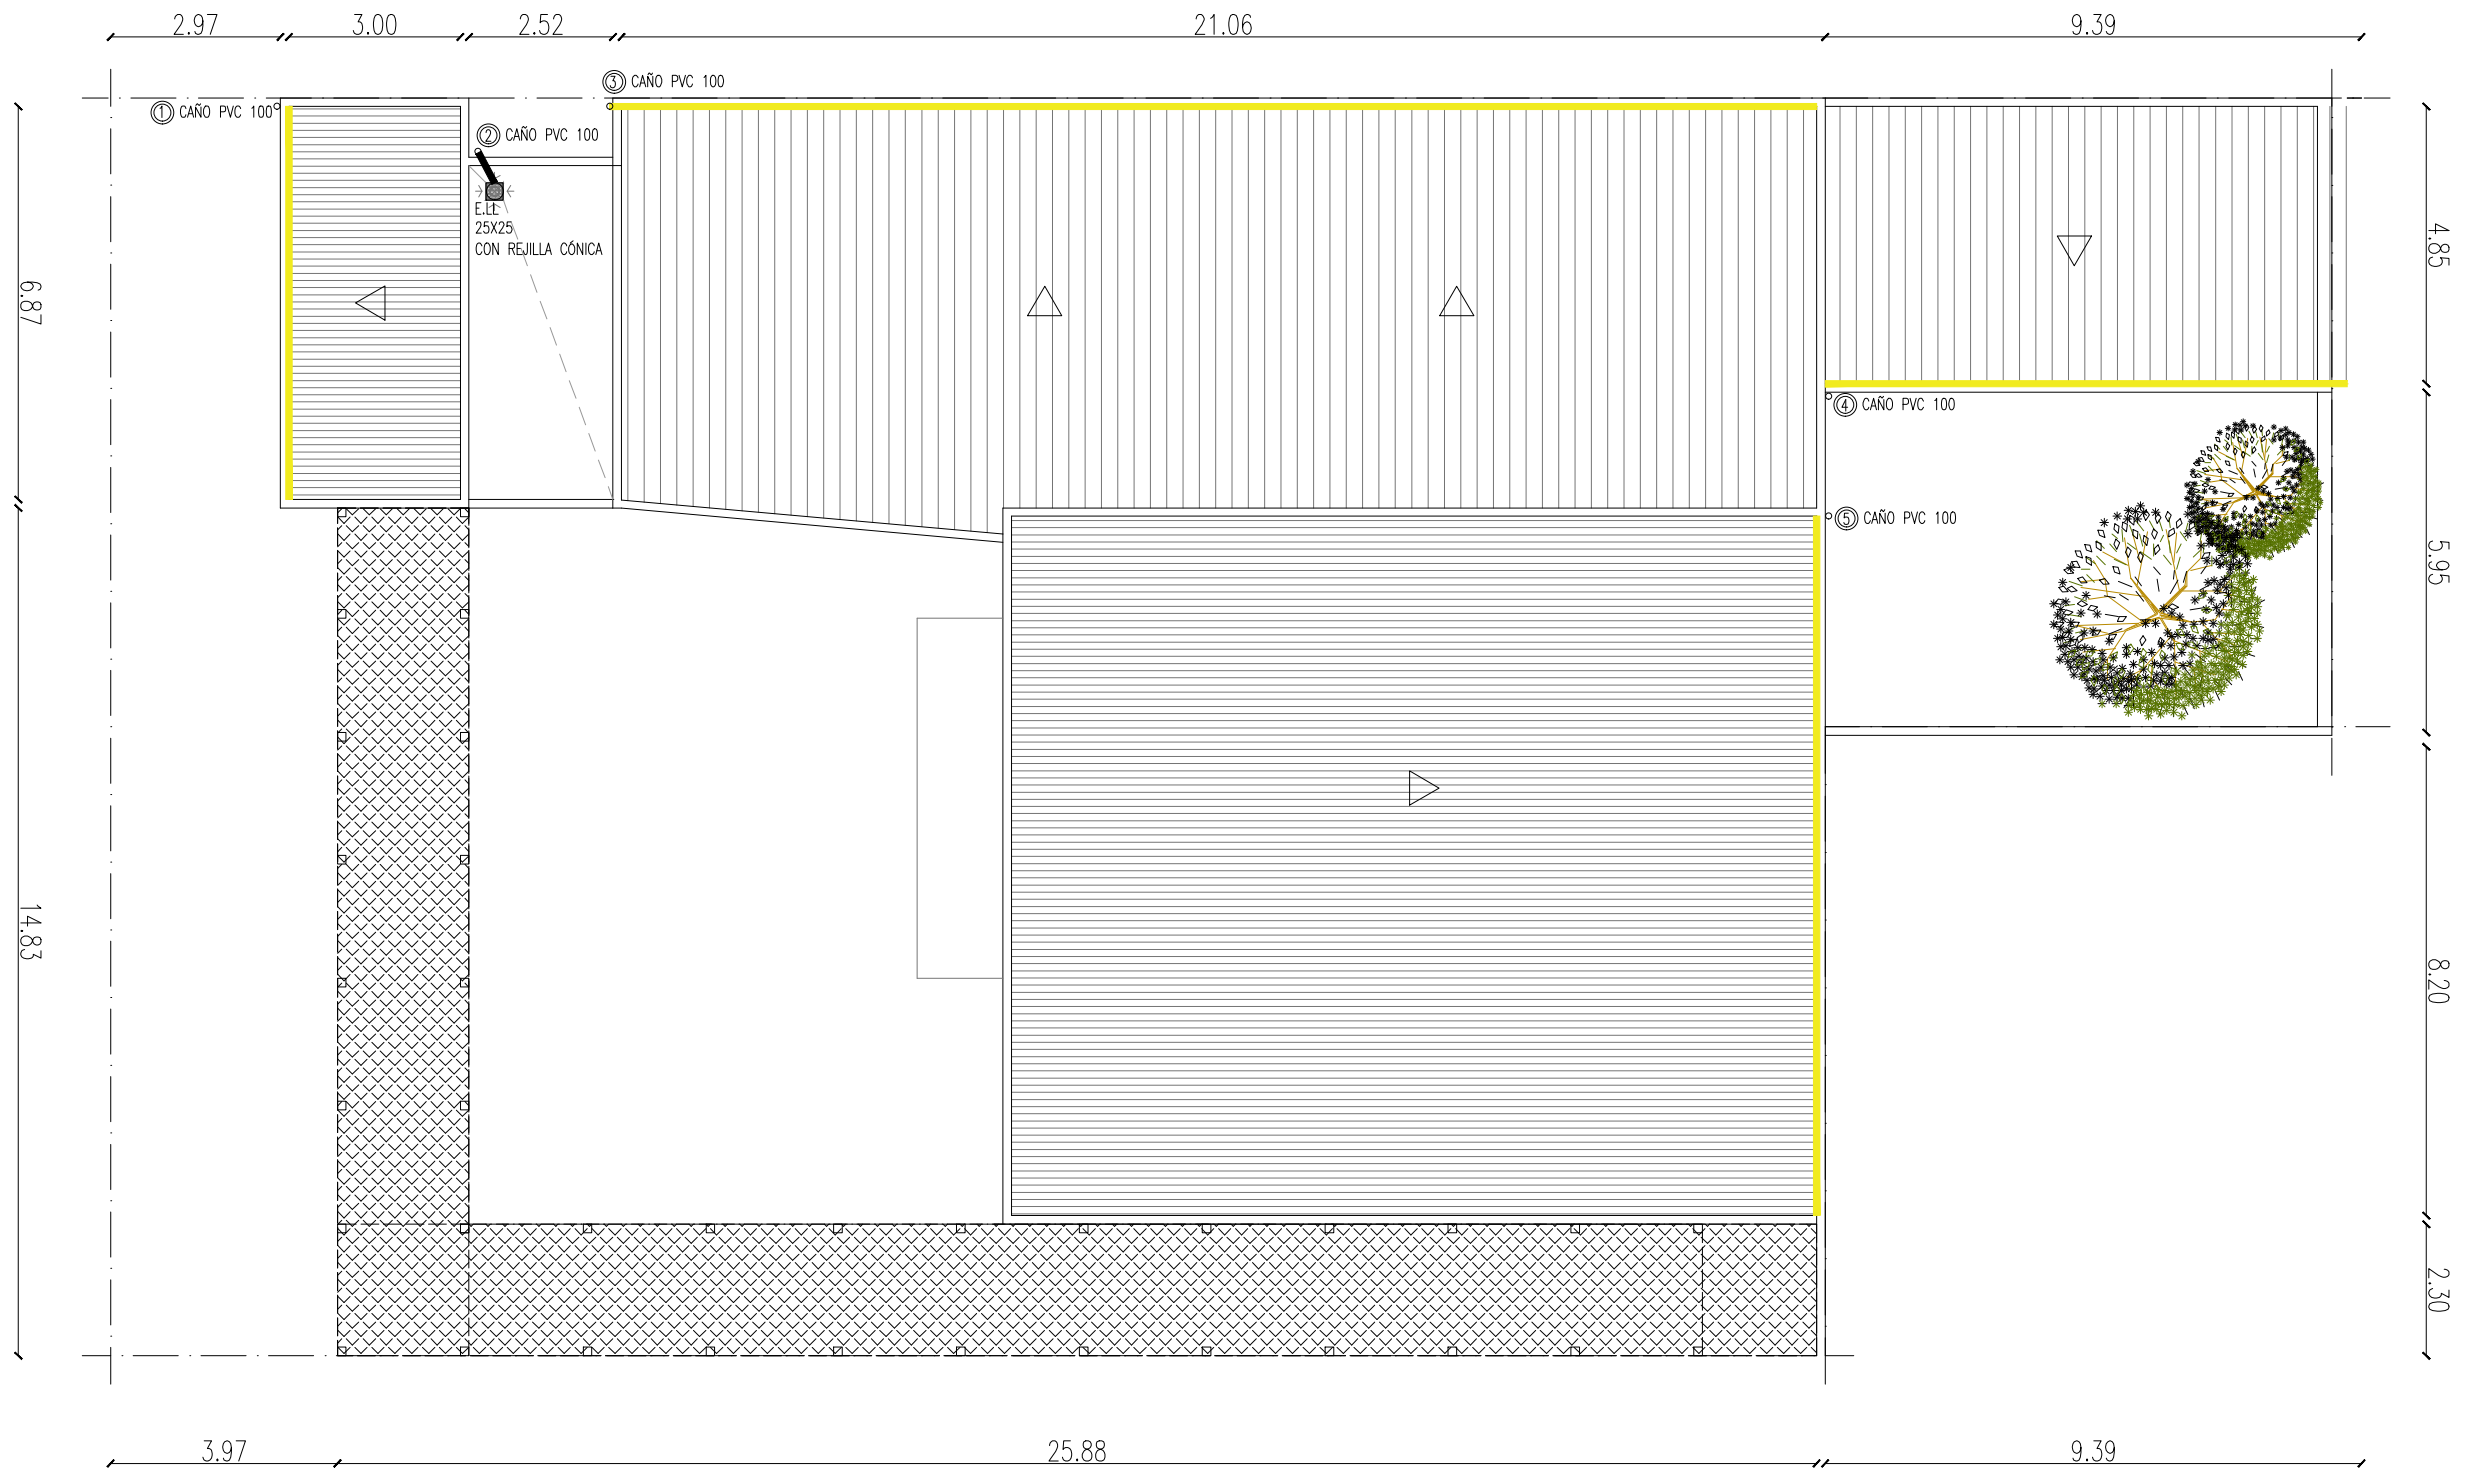 2.97 3.00 2.52 21.06 9.39
③ CAÑO PVC 100
① CAÑO PVC 100
② CAÑO PVC 100
E.LL
25X25
CON REJILLA CÓNICA
6.87
4.85
④ CAÑO PVC 100
⑤ CAÑO PVC 100
5.95
14.83
8.20
2.30
3.97 25.88 9.39